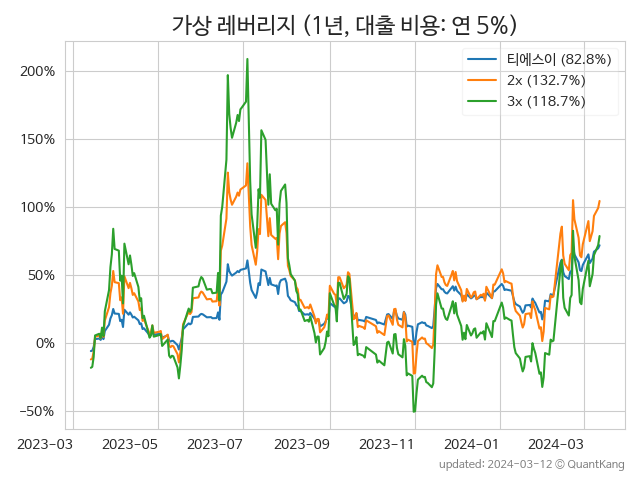 가상 레버리지 (1년, 대출 비용: 연 5%)
티에스이 (82.8%)
2x (132.7%)
3x (118.7%)
200%
150%
100%
50%
0%
−50%
2023-03 2023-05 2023-07 2023-09 2023-11 2024-01 2024-03
updated: 2024-03-12 © QuantKang